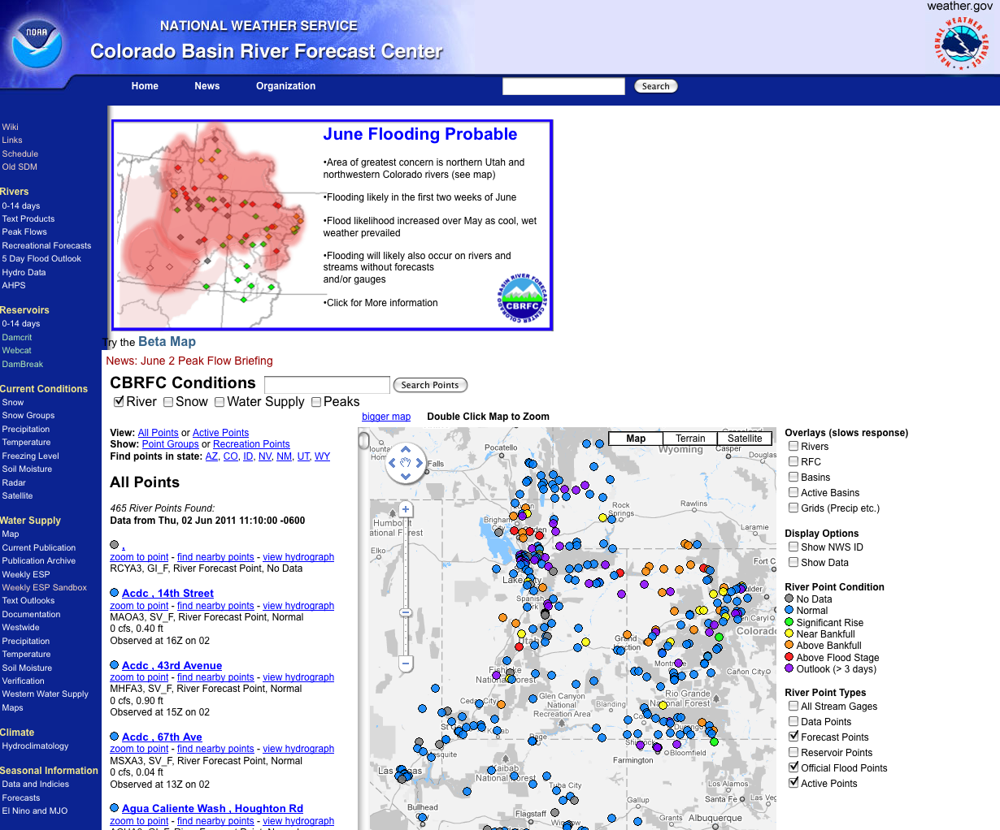 weather.gov
NOAA
NATIONAL WEATHER SERVICE
Colorado Basin River Forecast Center
NATIONAL WEATHER SERVICE
Home
News
Organization
Search
Wiki
Links
Schedule
Old SDM
Rivers
0-14 days
Text Products
Peak Flows
Recreational Forecasts
5 Day Flood Outlook
Hydro Data
AHPS
Reservoirs
0-14 days
Damcrit
Webcat
DamBreak
Current Conditions
Snow
Snow Groups
Precipitation
Temperature
Freezing Level
Soil Moisture
Radar
Satellite
Water Supply
Map
Current Publication
Publication Archive
Weekly ESP
Weekly ESP Sandbox
Text Outlooks
Documentation
Westwide
Precipitation
Temperature
Soil Moisture
Verification
Western Water Supply
Maps
Climate
Hydroclimatology
Seasonal Information
Data and Indicies
Forecasts
El Nino and MJO
June Flooding Probable
•Area of greatest concern is northern Utah and
northwestern Colorado rivers (see map)
•Flooding likely in the first two weeks of June
•Flood likelihood increased over May as cool, wet
weather prevailed
•Flooding will likely also occur on rivers and
streams without forecasts
and/or gauges
•Click for More information
COLORADO BASIN RIVER FORECAST CENTER
CBRFC
Try the Beta Map
News: June 2 Peak Flow Briefing
CBRFC Conditions
Search Points
River Snow Water Supply Peaks
bigger map
Double Click Map to Zoom
View: All Points or Active Points
Show: Point Groups or Recreation Points
Find points in state: AZ, CO, ID, NV, NM, UT, WY
All Points
465 River Points Found:
Data from Thu, 02 Jun 2011 11:10:00 -0600
,
zoom to point - find nearby points - view hydrograph
RCYA3, GI_F, River Forecast Point, No Data
Acdc , 14th Street
zoom to point - find nearby points - view hydrograph
MAOA3, SV_F, River Forecast Point, Normal
0 cfs, 0.40 ft
Observed at 16Z on 02
Acdc , 43rd Avenue
zoom to point - find nearby points - view hydrograph
MHFA3, SV_F, River Forecast Point, Normal
0 cfs, 0.90 ft
Observed at 15Z on 02
Acdc , 67th Ave
zoom to point - find nearby points - view hydrograph
MSXA3, SV_F, River Forecast Point, Normal
0 cfs, 0.04 ft
Observed at 13Z on 02
Agua Caliente Wash , Houghton Rd
zoom to point - find nearby points - view hydrograph
Map Terrain Satellite
Pocatello
Wyoming
Casper
Douglas
Falls
Rock
Springs
Rawlins
Laramie
Humbol
ational Forest
Brigham
City
Elko
Fort C
Lake
City
Spanish
Utah
Grand
Junction
Colorado
Cañon City
Fishlake
National Forest
Rio Grande
National Forest
Cedar City
Glen Canyon
National
Recreation Area
Blanding
Page
Durango
Farmington
Bloomfield
Mesquite
Las Vegas
Kaibab
National Forest
Tuba City
Los Alamos
Santa Fe
Las Veg
Bullhead
Gallup
Flagstaff
Winslow
Grants
Albuquerque
Overlays (slows response)
Rivers
RFC
Basins
Active Basins
Grids (Precip etc.)
Display Options
Show NWS ID
Show Data
River Point Condition
No Data
Normal
Significant Rise
Near Bankfull
Above Bankfull
Above Flood Stage
Outlook (> 3 days)
River Point Types
All Stream Gages
Data Points
Forecast Points
Reservoir Points
Official Flood Points
Active Points